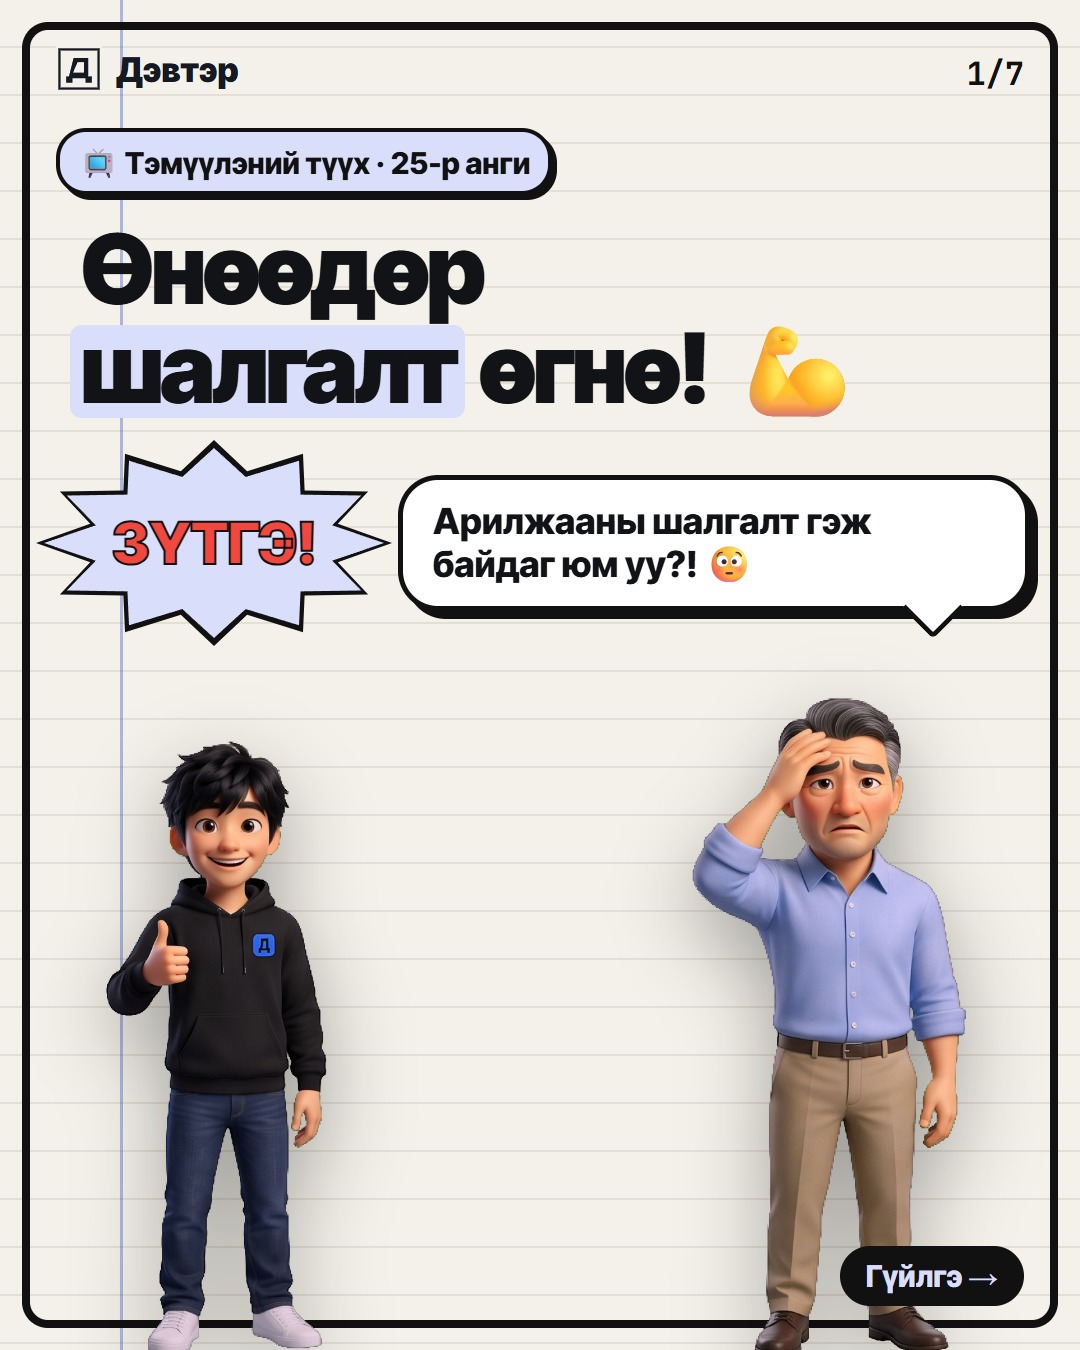 Д Дэвтэр
1/7
Тэмүүлэний түүх · 25-р анги
Өнөөдөр
шалгалт өгнө!
ЗҮТГЭ!
Арилжааны шалгалт гэж
байдаг юм уу?!
Д
Гүйлгэ →